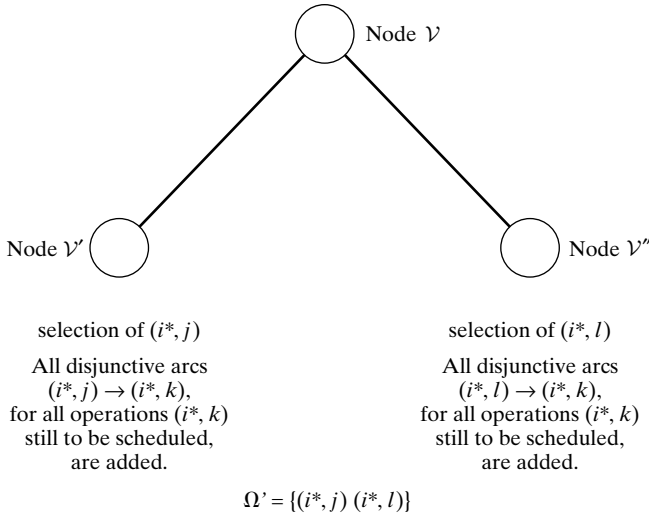 Node 𝒱
Node 𝒱′
Node 𝒱″
selection of (i*, j)
All disjunctive arcs
(i*, j) → (i*, k),
for all operations (i*, k)
still to be scheduled,
are added.
selection of (i*, l)
All disjunctive arcs
(i*, l) → (i*, k),
for all operations (i*, k)
still to be scheduled,
are added.
Ω’ = {(i*, j) (i*, l)}